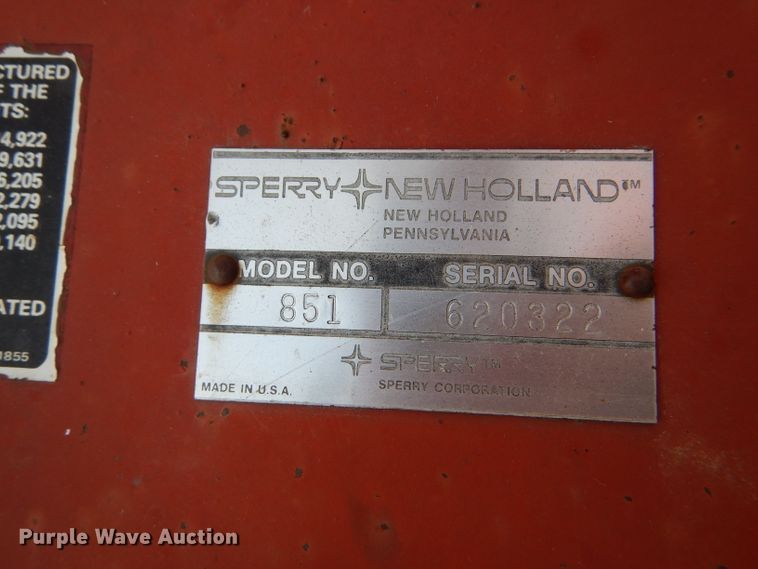 CTURED
F THE
TS:
4,922
9,631
6,205
2,279
2,095
,140
ATED
1855
SPERRY NEW HOLLAND™
NEW HOLLAND
PENNSYLVANIA
MODEL NO. SERIAL NO.
851 620322
SPERRY™
MADE IN U.S.A. SPERRY CORPORATION
Purple Wave Auction